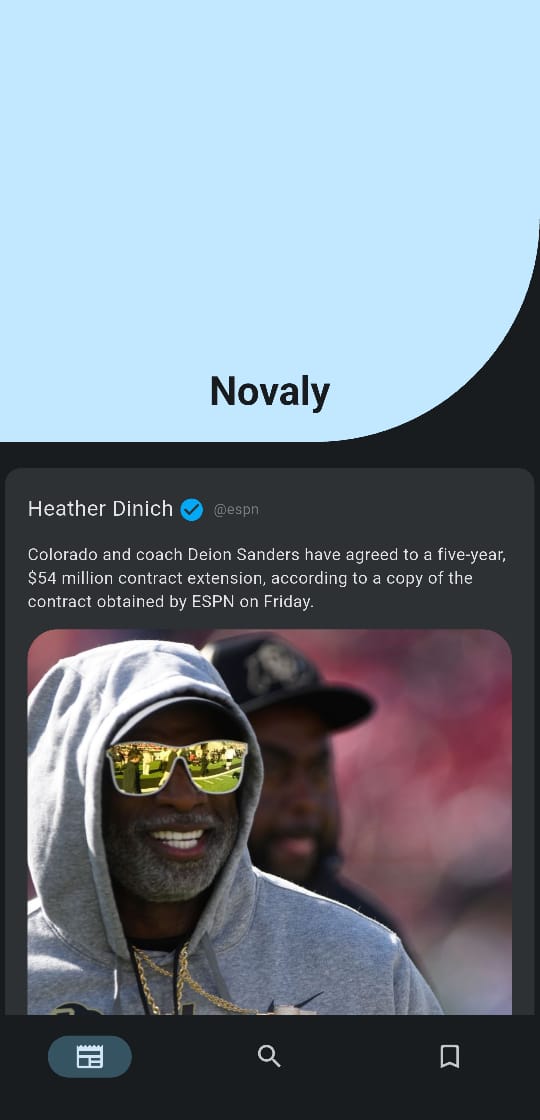 Novaly
Heather Dinich @espn
Colorado and coach Deion Sanders have agreed to a five-year,
$54 million contract extension, according to a copy of the
contract obtained by ESPN on Friday.